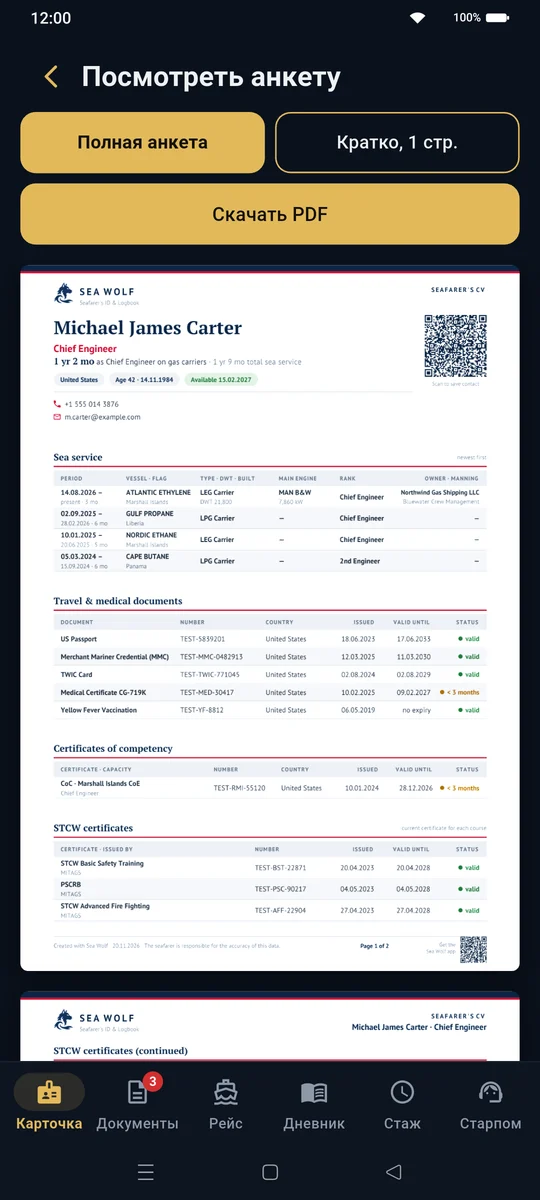 12:00
100%
Посмотреть анкету
Полная анкета
Кратко, 1 стр.
Скачать PDF
SEA WOLF
Seafarer's ID & Logbook
SEAFARER'S CV
Michael James Carter
Chief Engineer
1 yr 2 mo as Chief Engineer on gas carriers · 1 yr 9 mo total sea service
United States Age 42 · 14.11.1984 Available 15.02.2027
Scan to save contact
+1 555 014 3876
m.carter@example.com
Sea service newest first
PERIOD VESSEL · FLAG TYPE · DWT · BUILT MAIN ENGINE RANK OWNER · MANNING
14.08.2026 – ATLANTIC ETHYLENE LEG Carrier MAN B&W Chief Engineer Northwind Gas Shipping LLC
present · 3 mo Marshall Islands DWT 21,800 7,860 kW Bluewater Crew Management
02.09.2025 – GULF PROPANE LPG Carrier – Chief Engineer –
28.02.2026 · 6 mo Liberia
10.01.2025 – NORDIC ETHANE LEG Carrier – Chief Engineer –
20.06.2025 · 5 mo Marshall Islands
05.03.2024 – CAPE BUTANE LPG Carrier – 2nd Engineer –
15.09.2024 · 6 mo Panama
Travel & medical documents
DOCUMENT NUMBER COUNTRY ISSUED VALID UNTIL STATUS
US Passport TEST-5839201 United States 18.06.2023 17.06.2033 valid
Merchant Mariner Credential (MMC) TEST-MMC-0482913 United States 12.03.2025 11.03.2030 valid
TWIC Card TEST-TWIC-771045 United States 02.08.2024 02.08.2029 valid
Medical Certificate CG-719K TEST-MED-30417 United States 10.02.2025 09.02.2027 < 3 months
Yellow Fever Vaccination TEST-YF-8812 United States 06.05.2019 no expiry valid
Certificates of competency
CERTIFICATE · CAPACITY NUMBER COUNTRY ISSUED VALID UNTIL STATUS
CoC · Marshall Islands CoE TEST-RMI-55120 United States 10.01.2024 28.12.2026 < 3 months
Chief Engineer
STCW certificates current certificate for each course
CERTIFICATE · ISSUED BY NUMBER ISSUED VALID UNTIL STATUS
STCW Basic Safety Training TEST-BST-22871 20.04.2023 20.04.2028 valid
MITAGS
PSCRB TEST-PSC-90217 04.05.2023 04.05.2028 valid
MITAGS
STCW Advanced Fire Fighting TEST-AFF-22904 27.04.2023 27.04.2028 valid
MITAGS
Created with Sea Wolf · 20.11.2026 · The seafarer is responsible for the accuracy of this data. Page 1 of 2 Get the
Sea Wolf app
SEA WOLF
Seafarer's ID & Logbook
SEAFARER'S CV
Michael James Carter · Chief Engineer
STCW certificates (continued)
3
Карточка Документы Рейс Дневник Стаж Старпом